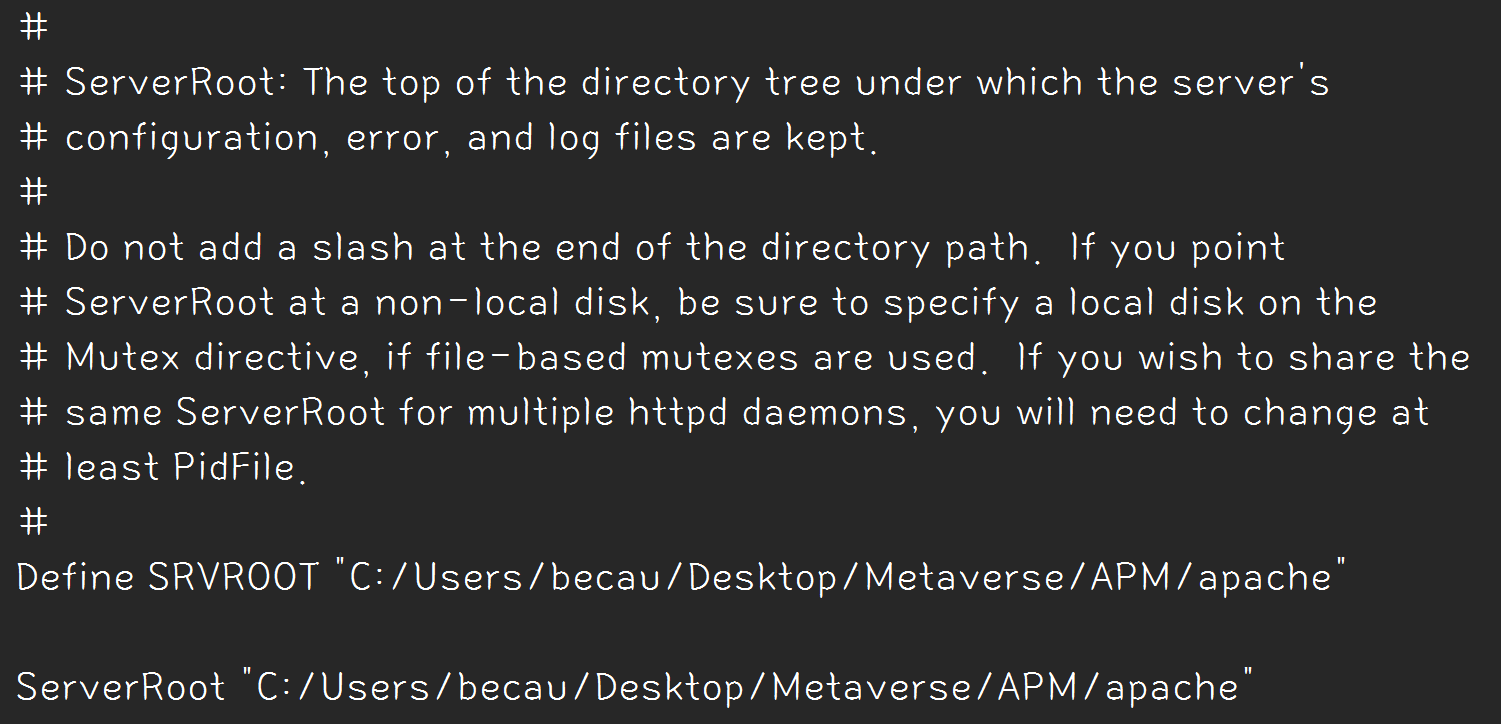 #
# ServerRoot: The top of the directory tree under which the server's
# configuration, error, and log files are kept.
#
# Do not add a slash at the end of the directory path.  If you point
# ServerRoot at a non-local disk, be sure to specify a local disk on the
# Mutex directive, if file-based mutexes are used.  If you wish to share the
# same ServerRoot for multiple httpd daemons, you will need to change at
# least PidFile.
#
Define SRVROOT "C:/Users/becau/Desktop/Metaverse/APM/apache"
ServerRoot "C:/Users/becau/Desktop/Metaverse/APM/apache"